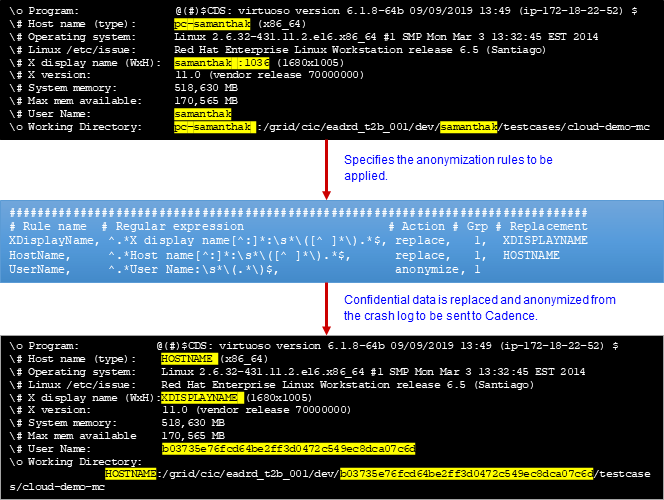 \o Program: @(#)$CDS: virtuoso version 6.1.8-64b 09/09/2019 13:49 (ip-172-18-22-52) $
\# Host name (type): pc-samanthak (x86_64)
\# Operating system: Linux 2.6.32-431.11.2.el6.x86_64 #1 SMP Mon Mar 3 13:32:45 EST 2014
\# Linux /etc/issue: Red Hat Enterprise Linux Workstation release 6.5 (Santiago)
\# X display name (WxH): samanthak :1036 (1680x1005)
\# X version: 11.0 (vendor release 70000000)
\# System memory: 518,630 MB
\# Max mem available: 170,565 MB
\# User Name: samanthak
\o Working Directory: pc-samanthak :/grid/cic/eadrd_t2b_001/dev/samanthak/testcases/cloud-demo-mc
Specifies the anonymization rules to be
applied.
###################################################################################
# Rule name # Regular expression # Action # Grp # Replacement
XDisplayName, ^.*X display name[^:]*:\s*\([^ ]*\).*$, replace, 1, XDISPLAYNAME
HostName, ^.*Host name[^:]*:\s*\([^ ]*\).*$, replace, 1, HOSTNAME
UserName, ^.*User Name:\s*\(.*\)$, anonymize, 1
Confidential data is replaced and anonymized from
the crash log to be sent to Cadence.
\o Program: @(#)$CDS: virtuoso version 6.1.8-64b 09/09/2019 13:49 (ip-172-18-22-52) $
\# Host name (type): HOSTNAME (x86_64)
\# Operating system: Linux 2.6.32-431.11.2.el6.x86_64 #1 SMP Mon Mar 3 13:32:45 EST 2014
\# Linux /etc/issue: Red Hat Enterprise Linux Workstation release 6.5 (Santiago)
\# X display name (WxH):XDISPLAYNAME (1680x1005)
\# X version: 11.0 (vendor release 70000000)
\# System memory: 518,630 MB
\# Max mem available 170,565 MB
\# User Name: b03735e76fcd64be2ff3d0472c549ec8dca07c6d
\o Working Directory:
HOSTNAME:/grid/cic/eadrd_t2b_001/dev/b03735e76fcd64be2ff3d0472c549ec8dca07c6d/testcase
s/cloud-demo-mc